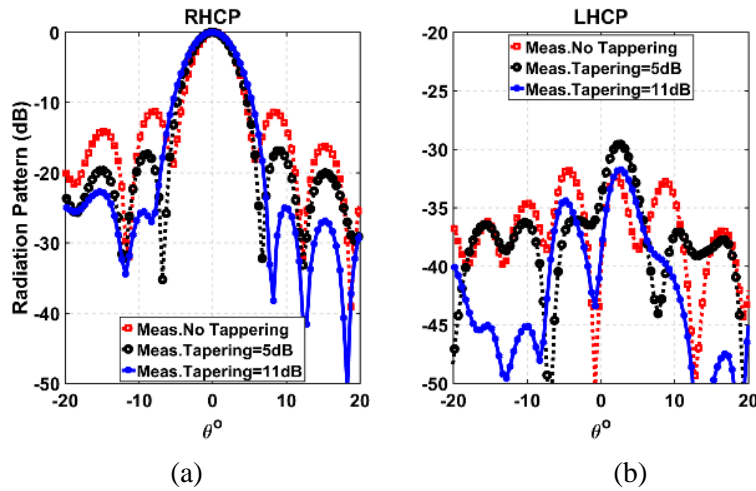 RHCP
LHCP
Radiation Pattern (dB)
0
-10
-20
-30
-40
-50
Meas.No Tappering
Meas.Tapering=5dB
Meas.Tapering=11dB
-20
-10
0
10
20
θ°
(a)
-20
-25
-30
-35
-40
-45
-50
Meas.No Tappering
Meas.Tapering=5dB
Meas.Tapering=11dB
-20
-10
0
10
20
θ°
(b)